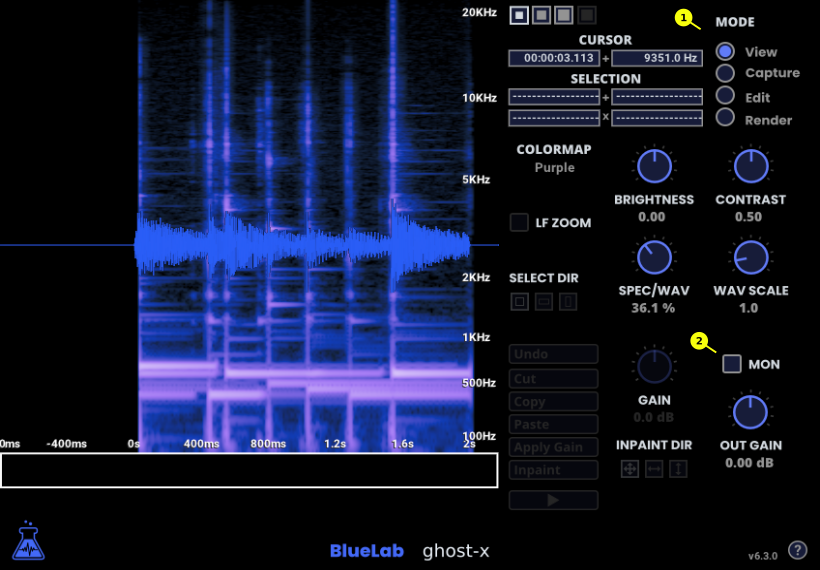 20KHz
10KHz
5KHz
2KHz
1KHz
500Hz
100Hz
0ms -400ms 0s 400ms 800ms 1.2s 1.6s 2s
1
MODE
View
Capture
Edit
Render
CURSOR
00:00:03.113 + 9351.0 Hz
SELECTION
--------------- + ---------------
--------------- x ---------------
COLORMAP
Purple
BRIGHTNESS
0.00
CONTRAST
0.50
LF ZOOM
SELECT DIR
SPEC/WAV
36.1 %
WAV SCALE
1.0
Undo
Cut
Copy
Paste
Apply Gain
Inpaint
GAIN
0.0 dB
INPAINT DIR
2
MON
OUT GAIN
0.00 dB
BlueLab ghost-x
v6.3.0 ?